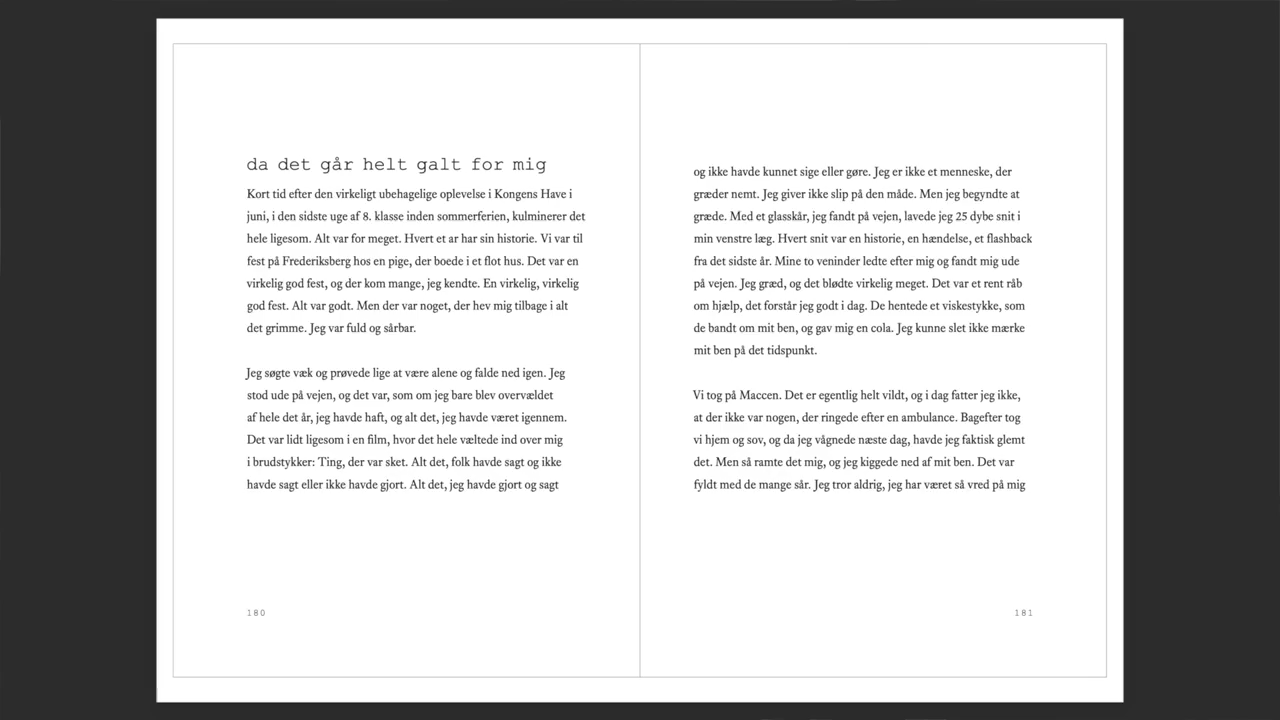 da det går helt galt for mig
Kort tid efter den virkeligt ubehagelige oplevelse i Kongens Have i
juni, i den sidste uge af 8. klasse inden sommerferien, kulminerer det
hele ligesom. Alt var for meget. Hvert et ar har sin historie. Vi var til
fest på Frederiksberg hos en pige, der boede i et flot hus. Det var en
virkelig god fest, og der kom mange, jeg kendte. En virkelig, virkelig
god fest. Alt var godt. Men der var noget, der hev mig tilbage i alt
det grimme. Jeg var fuld og sårbar.
Jeg søgte væk og prøvede lige at være alene og falde ned igen. Jeg
stod ude på vejen, og det var, som om jeg bare blev overvældet
af hele det år, jeg havde haft, og alt det, jeg havde været igennem.
Det var lidt ligesom i en film, hvor det hele væltede ind over mig
i brudstykker: Ting, der var sket. Alt det, folk havde sagt og ikke
havde sagt eller ikke havde gjort. Alt det, jeg havde gjort og sagt
180
og ikke havde kunnet sige eller gøre. Jeg er ikke et menneske, der
græder nemt. Jeg giver ikke slip på den måde. Men jeg begyndte at
græde. Med et glasskår, jeg fandt på vejen, lavede jeg 25 dybe snit i
min venstre læg. Hvert snit var en historie, en hændelse, et flashback
fra det sidste år. Mine to veninder ledte efter mig og fandt mig ude
på vejen. Jeg græd, og det blødte virkelig meget. Det var et rent råb
om hjælp, det forstår jeg godt i dag. De hentede et viskestykke, som
de bandt om mit ben, og gav mig en cola. Jeg kunne slet ikke mærke
mit ben på det tidspunkt.
Vi tog på Maccen. Det er egentlig helt vildt, og i dag fatter jeg ikke,
at der ikke var nogen, der ringede efter en ambulance. Bagefter tog
vi hjem og sov, og da jeg vågnede næste dag, havde jeg faktisk glemt
det. Men så ramte det mig, og jeg kiggede ned af mit ben. Det var
fyldt med de mange sår. Jeg tror aldrig, jeg har været så vred på mig
181